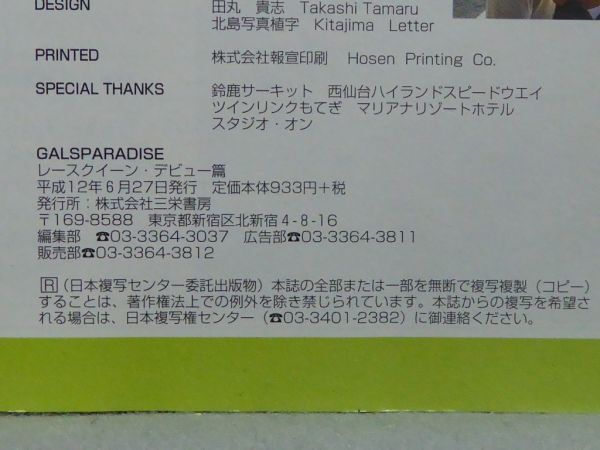 DESIGN 田丸 貴志 Takashi Tamaru
北島写真植字 Kitajima Letter
PRINTED 株式会社報宣印刷 Hosen Printing Co.
SPECIAL THANKS 鈴鹿サーキット 西仙台ハイランドスピードウエイ
ツインリンクもてぎ マリアナリゾートホテル
スタジオ・オン
GALSPARADISE
レースクイーン・デビュー篇
平成12年6月27日発行 定価本体933円+税
発行所:株式会社三栄書房
〒169-8588 東京都新宿区北新宿4-8-16
編集部 ☎03-3364-3037 広告部☎03-3364-3811
販売部☎03-3364-3812
R(日本複写センター委託出版物)本誌の全部または一部を無断で複写複製(コピー)
することは、著作権法上での例外を除き禁じられています。本誌からの複写を希望さ
れる場合は、日本複写権センター(☎03-3401-2382)に御連絡ください。